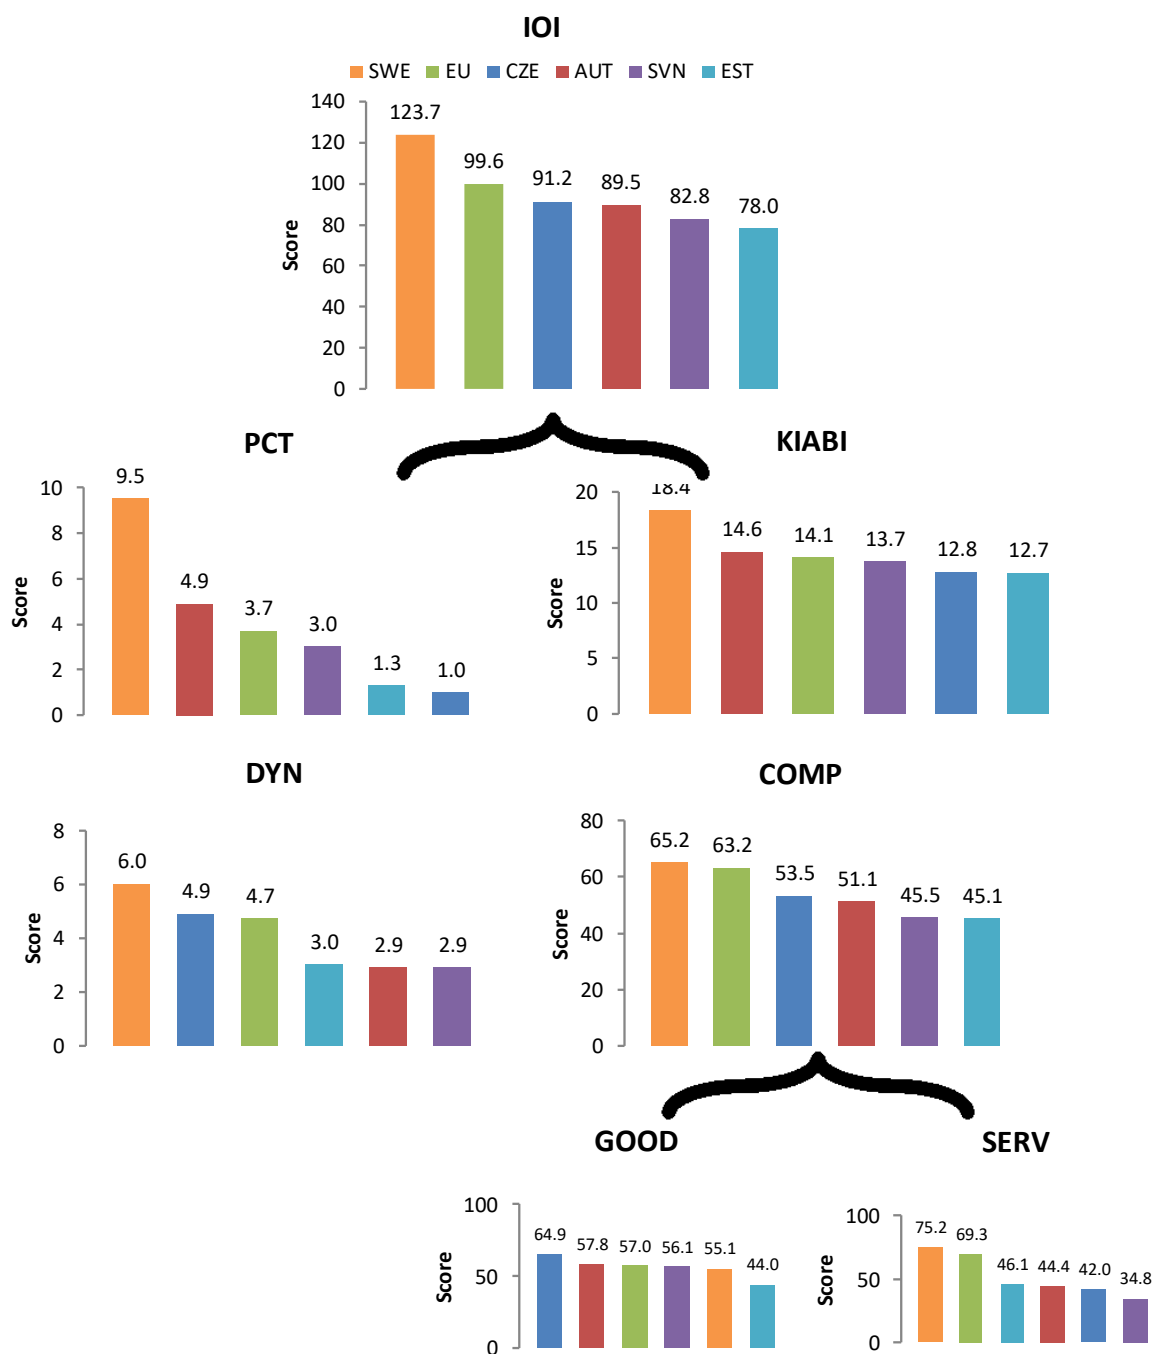 IOI
SWE EU CZE AUT SVN EST
140
120
100
80
60
40
20
0
Score
123.7 99.6 91.2 89.5 82.8 78.0
PCT
10
8
6
4
2
0
Score
9.5 4.9 3.7 3.0 1.3 1.0
KIABI
20
15
10
5
0
Score
18.4 14.6 14.1 13.7 12.8 12.7
DYN
8
6
4
2
0
Score
6.0 4.9 4.7 3.0 2.9 2.9
COMP
80
60
40
20
0
Score
65.2 63.2 53.5 51.1 45.5 45.1
GOOD
100
50
0
Score
64.9 57.8 57.0 56.1 55.1 44.0
SERV
100
50
0
Score
75.2 69.3 46.1 44.4 42.0 34.8